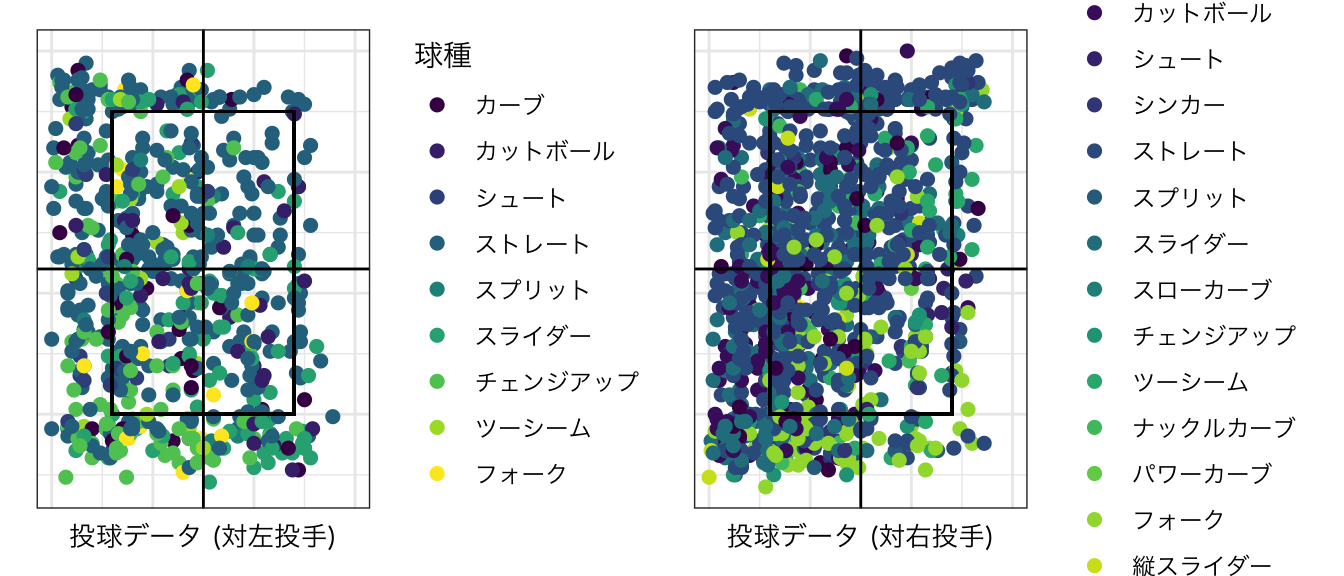 球種
カーブ
カットボール
シュート
ストレート
スプリット
スライダー
チェンジアップ
ツーシーム
フォーク
投球データ (対左投手)
カットボール
シュート
シンカー
ストレート
スプリット
スライダー
スローカーブ
チェンジアップ
ツーシーム
ナックルカーブ
パワーカーブ
フォーク
縦スライダー
投球データ (対右投手)